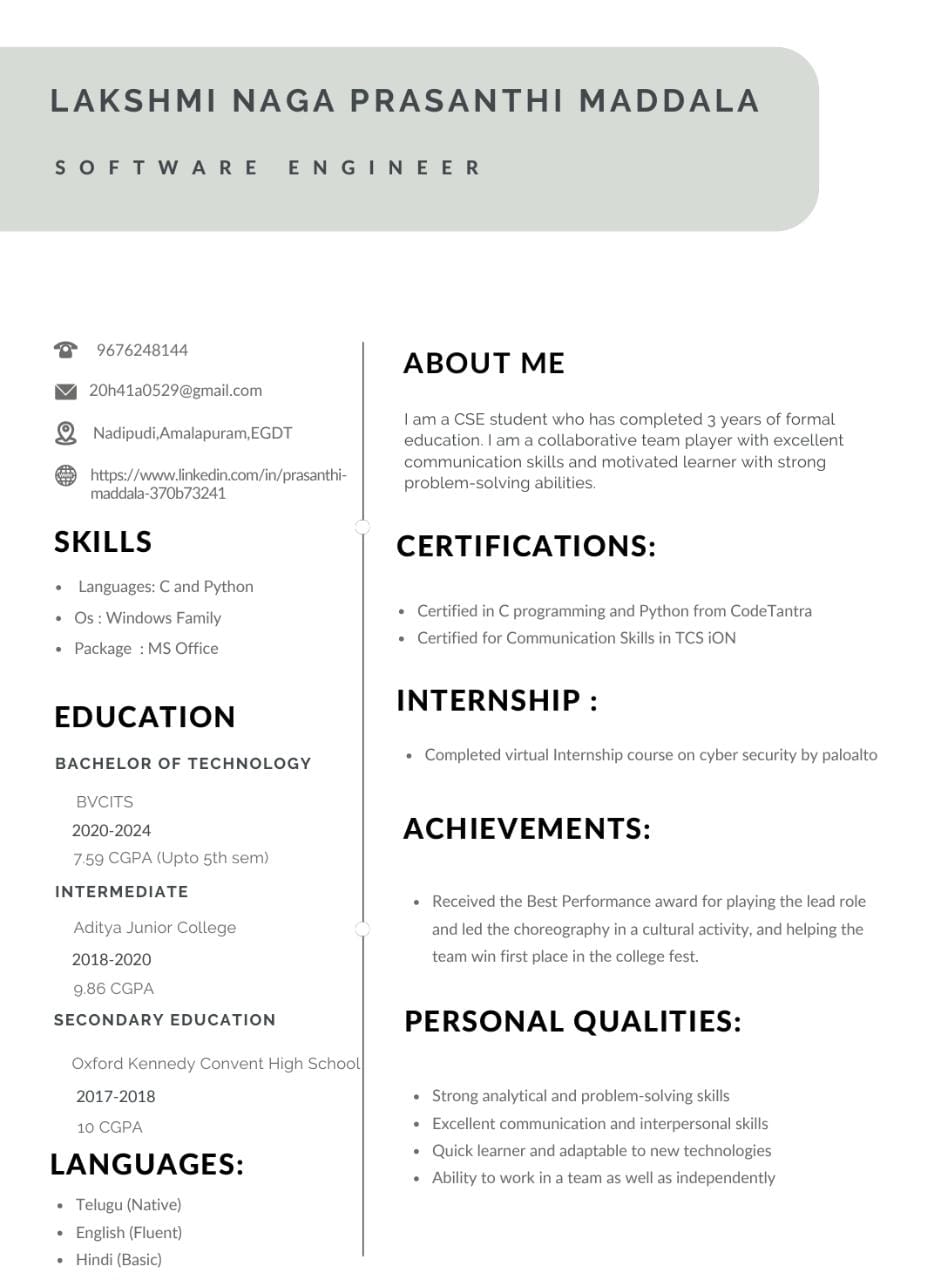 LAKSHMI NAGA PRASANTHI MADDALA
SOFTWARE ENGINEER
9676248144
20h41a0529@gmail.com
Nadipudi,Amalapuram,EGDT
https://www.linkedin.com/in/prasanthi-
maddala-370b73241
SKILLS
• Languages: C and Python
• Os : Windows Family
• Package : MS Office
EDUCATION
BACHELOR OF TECHNOLOGY
BVCITS
2020-2024
7.59 CGPA (Upto 5th sem)
INTERMEDIATE
Aditya Junior College
2018-2020
9.86 CGPA
SECONDARY EDUCATION
Oxford Kennedy Convent High School
2017-2018
10 CGPA
LANGUAGES:
• Telugu (Native)
• English (Fluent)
• Hindi (Basic)
ABOUT ME
I am a CSE student who has completed 3 years of formal
education. I am a collaborative team player with excellent
communication skills and motivated learner with strong
problem-solving abilities.
CERTIFICATIONS:
• Certified in C programming and Python from CodeTantra
• Certified for Communication Skills in TCS iON
INTERNSHIP :
• Completed virtual Internship course on cyber security by paloalto
ACHIEVEMENTS:
• Received the Best Performance award for playing the lead role
and led the choreography in a cultural activity, and helping the
team win first place in the college fest.
PERSONAL QUALITIES:
• Strong analytical and problem-solving skills
• Excellent communication and interpersonal skills
• Quick learner and adaptable to new technologies
• Ability to work in a team as well as independently